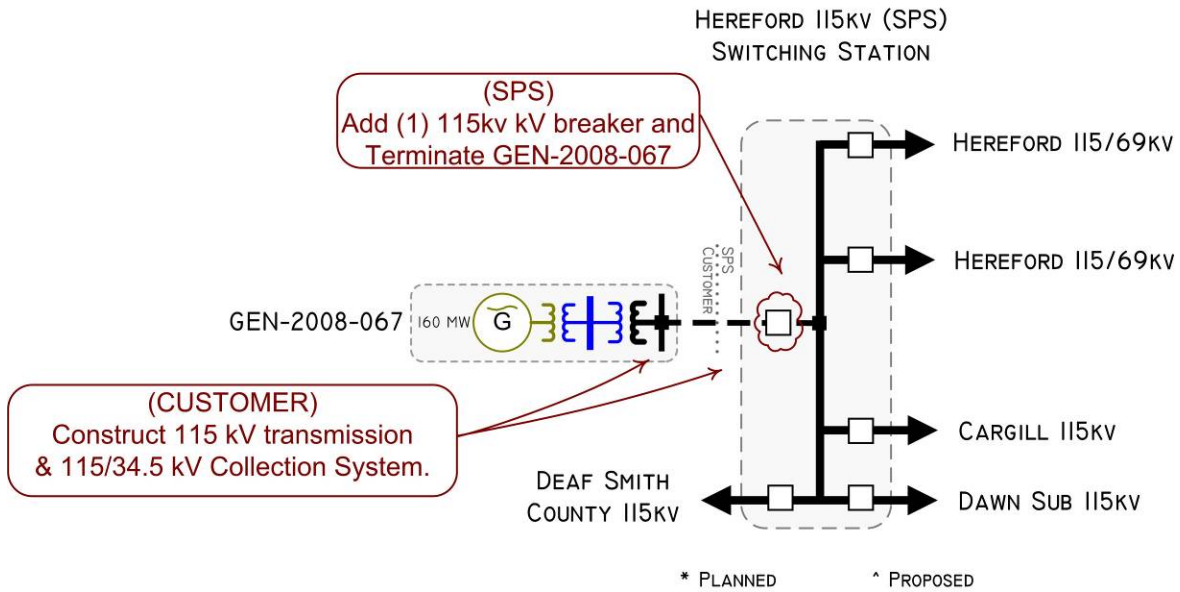 HEREFORD 115KV (SPS)
SWITCHING STATION
(SPS)
Add (1) 115kv kV breaker and
Terminate GEN-2008-067
HEREFORD 115/69KV
HEREFORD 115/69KV
SPS
CUSTOMER
GEN-2008-067
160 MW
G
(CUSTOMER)
Construct 115 kV transmission
& 115/34.5 kV Collection System.
CARGILL 115KV
DEAF SMITH
COUNTY 115KV
DAWN SUB 115KV
* PLANNED
^ PROPOSED